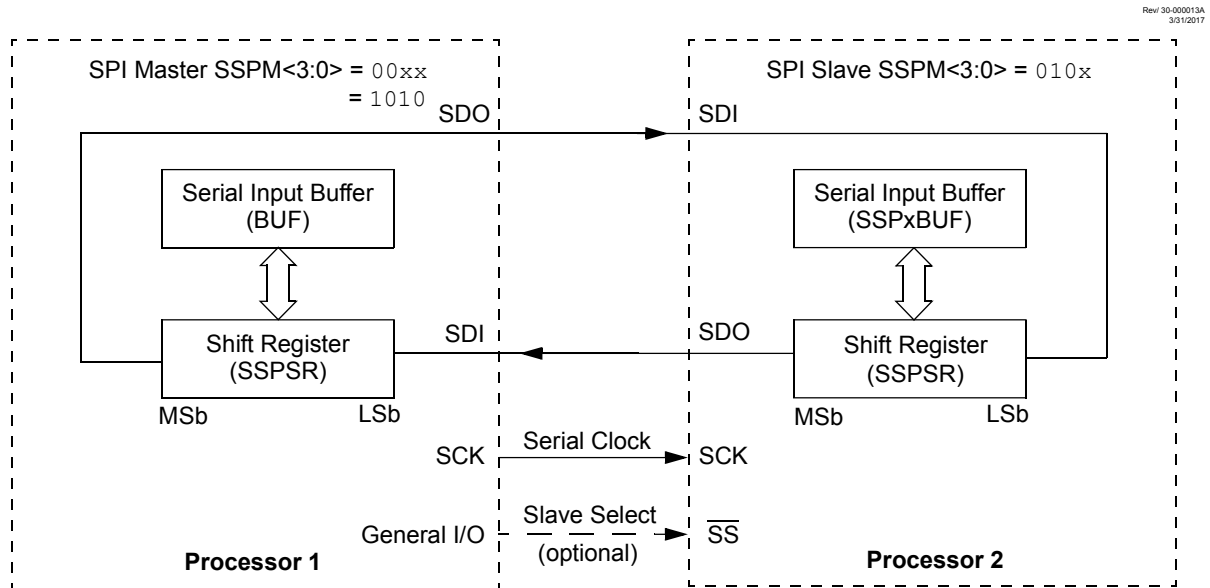 Rev/ 30-000013A
3/31/2017
SPI Master SSPM<3:0> = 00xx
= 1010
SPI Slave SSPM<3:0> = 010x
SDO
SDI
Serial Input Buffer
(BUF)
Serial Input Buffer
(SSPxBUF)
Shift Register
(SSPSR)
SDI
SDO
Shift Register
(SSPSR)
MSb
LSb
MSb
LSb
SCK
Serial Clock
SCK
General I/O
Slave Select
(optional)
S̅S̅
Processor 1
Processor 2